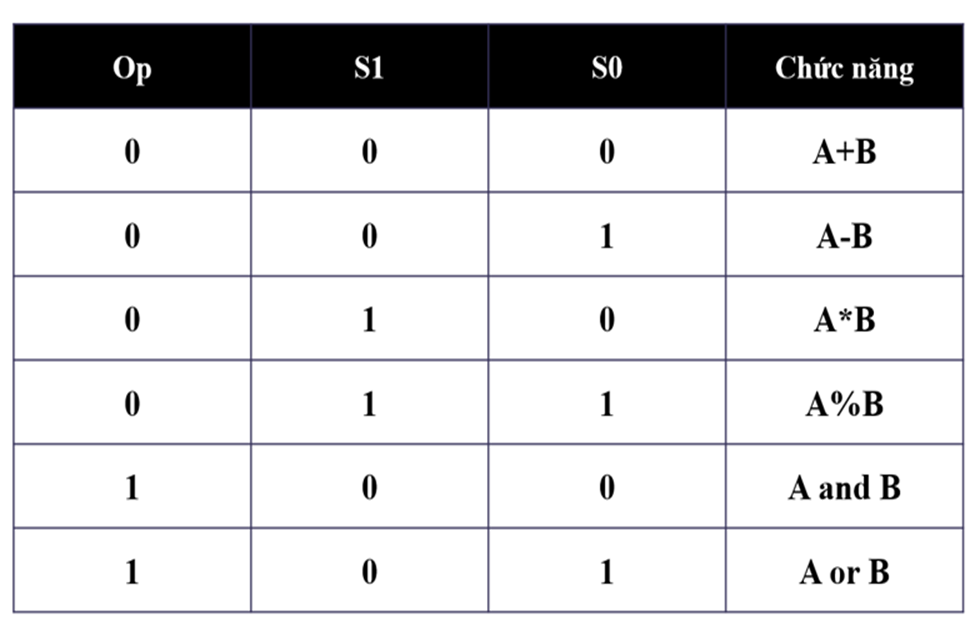 Op S1 S0 Chức năng
0 0 0 A+B
0 0 1 A-B
0 1 0 A*B
0 1 1 A%B
1 0 0 A and B
1 0 1 A or B